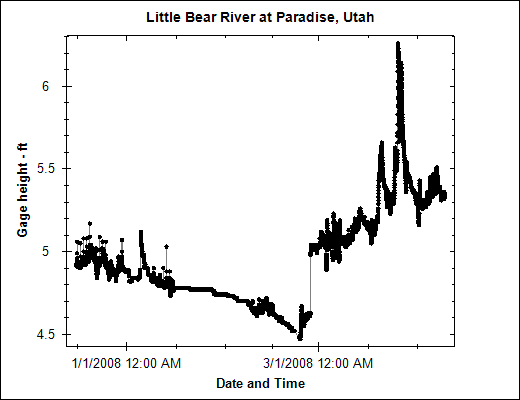 Little Bear River at Paradise, Utah
Gage height - ft
6
5.5
5
4.5
1/1/2008 12:00 AM
3/1/2008 12:00 AM
Date and Time